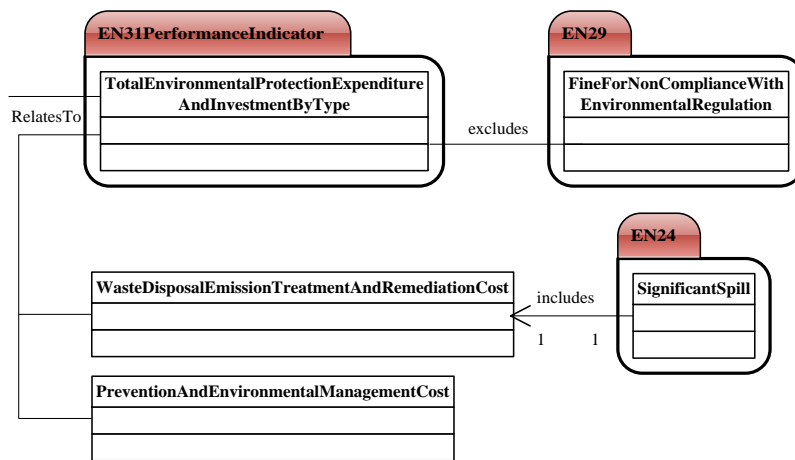 EN31PerformanceIndicator
EN29
TotalEnvironmentalProtectionExpenditure
AndInvestmentByType
FineForNonComplianceWith
EnvironmentalRegulation
RelatesTo
excludes
EN24
WasteDisposalEmissionTreatmentAndRemediationCost
includes
SignificantSpill
1
1
PreventionAndEnvironmentalManagementCost